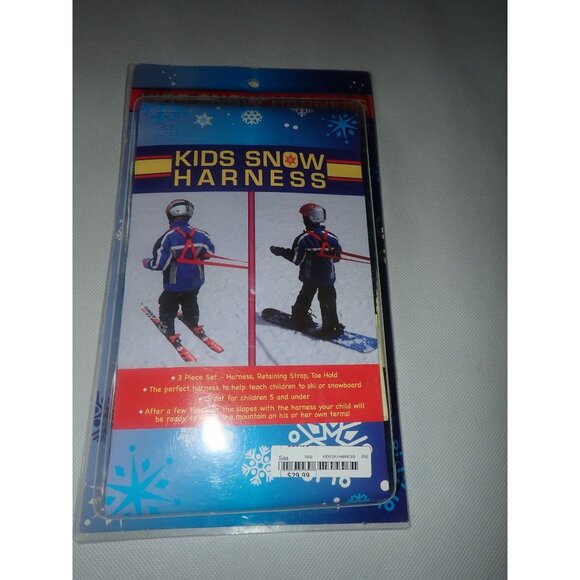 KIDS SNOW
HARNESS
• 3 Piece Set - Harness, Retaining Strap, Toe Hold
• The perfect harness to help teach children to ski or snowboard
• Great for children 5 and under
• After a few times on the slopes with the harness your child will
be ready to the mountain on his or her own terms!
KIDS SKI HARNESS ONE
$29.99